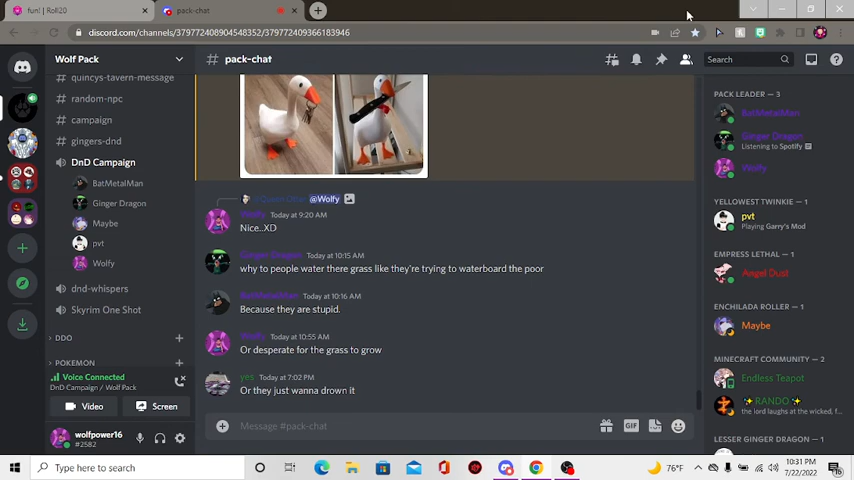 fun! | Roll20
pack-chat
discord.com/channels/379772408904548352/379772409369346183946
Wolf Pack
# pack-chat
Search
quincys-tavern-message
random-npc
campaign
gingers-dnd
DnD Campaign
BatMetalMan
Ginger Dragon
Maybe
pvt
Wolfy
dnd-whispers
Skyrim One Shot
DDO
POKEMON
Voice Connected
DnD Campaign / Wolf Pack
Video
Screen
wolfpower16
#2582
@Wolfy
Wolfy Today at 9:20 AM
Nice..XD
Ginger Dragon Today at 10:15 AM
why to people water there grass like they're trying to waterboard the poor
BatMetalMan Today at 10:16 AM
Because they are stupid.
Wolfy Today at 10:55 AM
Or desperate for the grass to grow
yes Today at 7:02 PM
Or they just wanna drown it
Message #pack-chat
GIF
PACK LEADER — 3
BatMetalMan
Ginger Dragon
Listening to Spotify
Wolfy
YELLOWEST TWINKIE — 1
pvt
Playing Garry's Mod
EMPRESS LETHAL — 1
Angel Dust
ENCHILADA ROLLER — 1
Maybe
MINECRAFT COMMUNITY — 2
Endless Teapot
✨RANDO✨
the lord laughs at the wicked, f...
LESSER GINGER DRAGON — 1
Type here to search
76°F
10:31 PM
7/22/2022